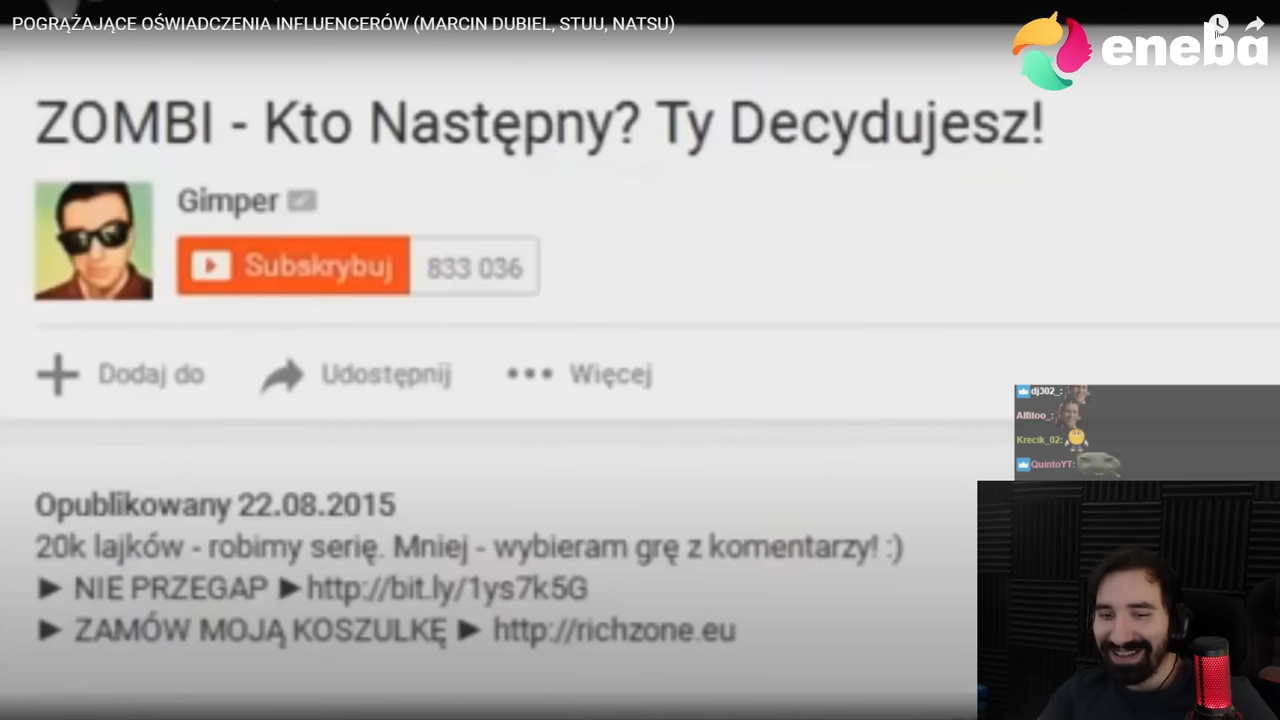 POGRĄŻAJĄCE OŚWIADCZENIA INFLUENCERÓW (MARCIN DUBIEL, STUU, NATSU)
eneba
ZOMBI - Kto Następny? Ty Decydujesz!
Gimper
Subskrybuj 833 036
Dodaj do Udostępnij Więcej
dj302_:
Alfitoo_:
Krecik_02:
QuintoYT:
Opublikowany 22.08.2015
20k lajków - robimy serię. Mniej - wybieram grę z komentarzy! :)
► NIE PRZEGAP ►http://bit.ly/1ys7k5G
► ZAMÓW MOJĄ KOSZULKĘ ► http://richzone.eu